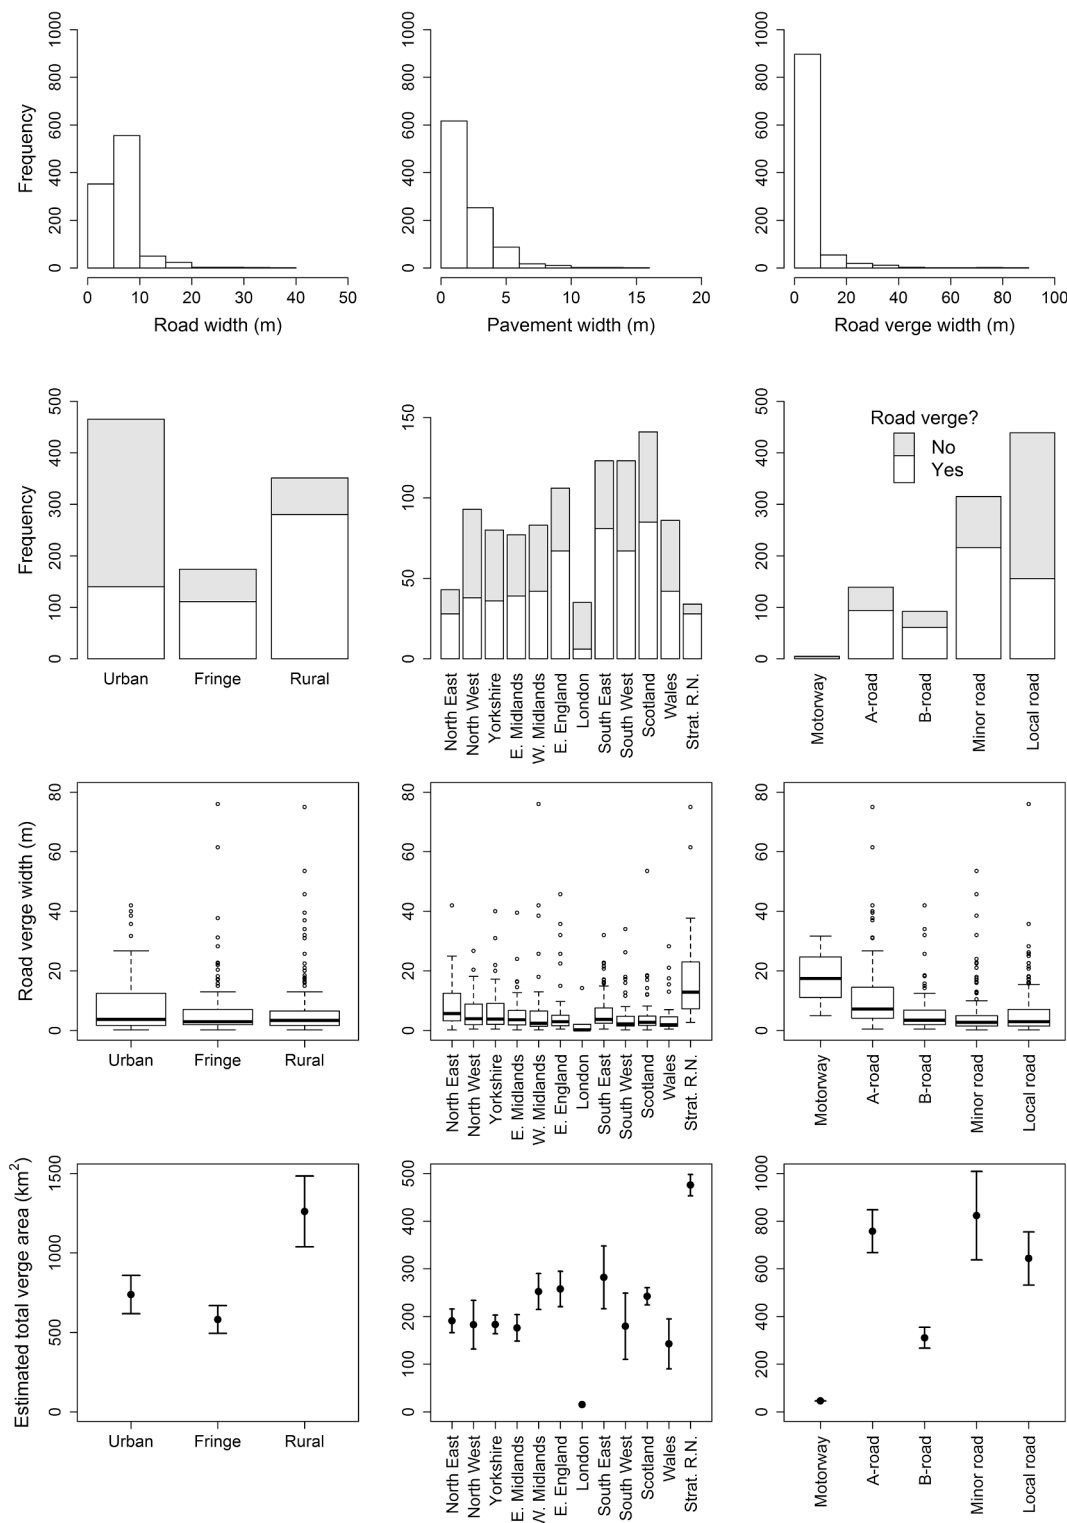 Frequency
0 200 400 600 800 1000
0 10 20 30 40 50
Road width (m)
0 200 400 600 800 1000
0 5 10 15 20
Pavement width (m)
0 200 400 600 800 1000
0 20 40 60 80 100
Road verge width (m)
Frequency
0 100 200 300 400 500
Urban Fringe Rural
0 50 100 150
North East
North West
Yorkshire
E. Midlands
W. Midlands
E. England
London
South East
South West
Scotland
Wales
Strat. R.N.
0 100 200 300 400 500
Road verge?
No
Yes
Motorway
A-road
B-road
Minor road
Local road
Road verge width (m)
0 20 40 60 80
Urban Fringe Rural
0 20 40 60 80
North East
North West
Yorkshire
E. Midlands
W. Midlands
E. England
London
South East
South West
Scotland
Wales
Strat. R.N.
0 20 40 60 80
Motorway
A-road
B-road
Minor road
Local road
Estimated total verge area (km²)
0 500 1000 1500
Urban Fringe Rural
0 100 200 300 400 500
North East
North West
Yorkshire
E. Midlands
W. Midlands
E. England
London
South East
South West
Scotland
Wales
Strat. R.N.
0 200 400 600 800 1000
Motorway
A-road
B-road
Minor road
Local road